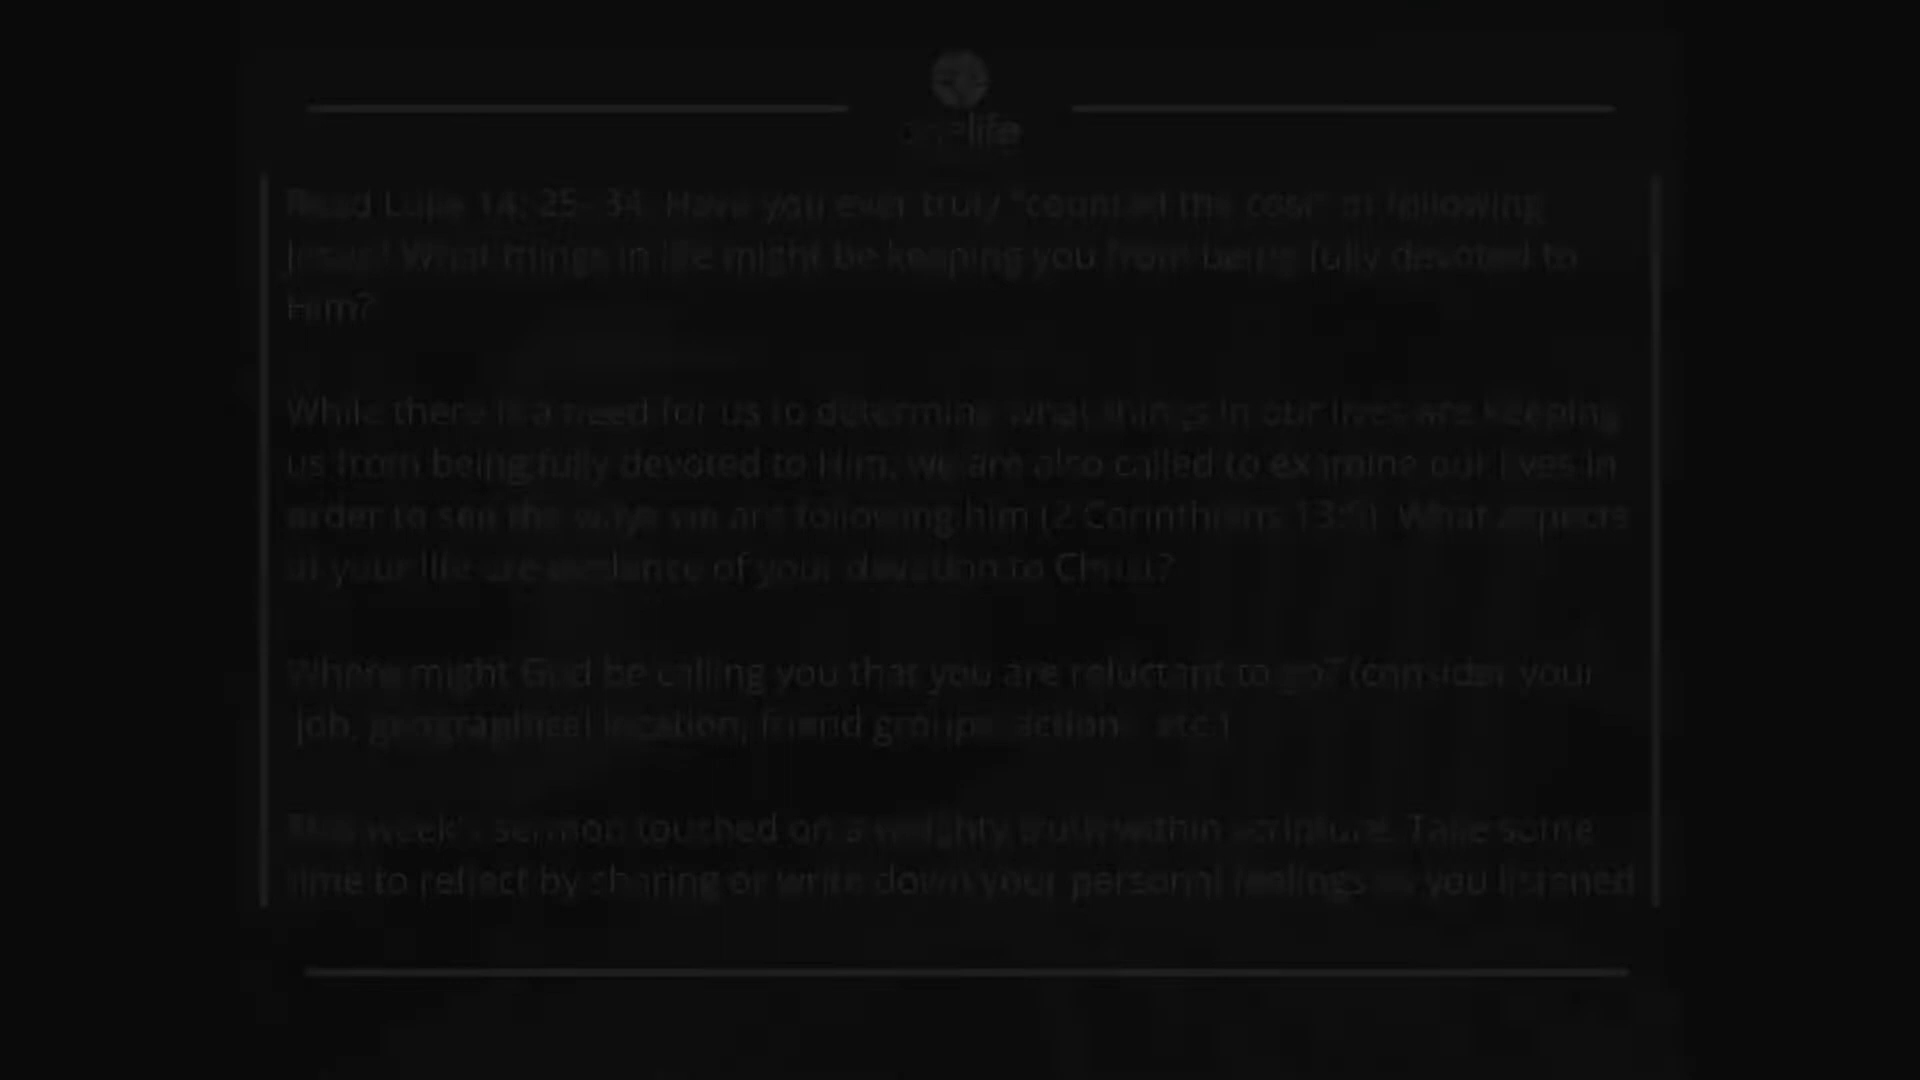 onelife
Read Luke 14: 25- 34. Have you ever truly "counted the cost" of following
Jesus? What things in life might be keeping you from being fully devoted to
Him?
While there is a need for us to determine what things in our lives are keeping
us from being fully devoted to Him, we are also called to examine our lives in
order to see the ways we are following him (2 Corinthians 13:5). What aspects
of your life are evidence of your devotion to Christ?
Where might God be calling you that you are reluctant to go? (consider your
job, geographical location, friend groups, actions, etc.)
This week's sermon touched on a weighty truth within scripture. Take some
time to reflect by sharing or write down your personal feelings as you listened